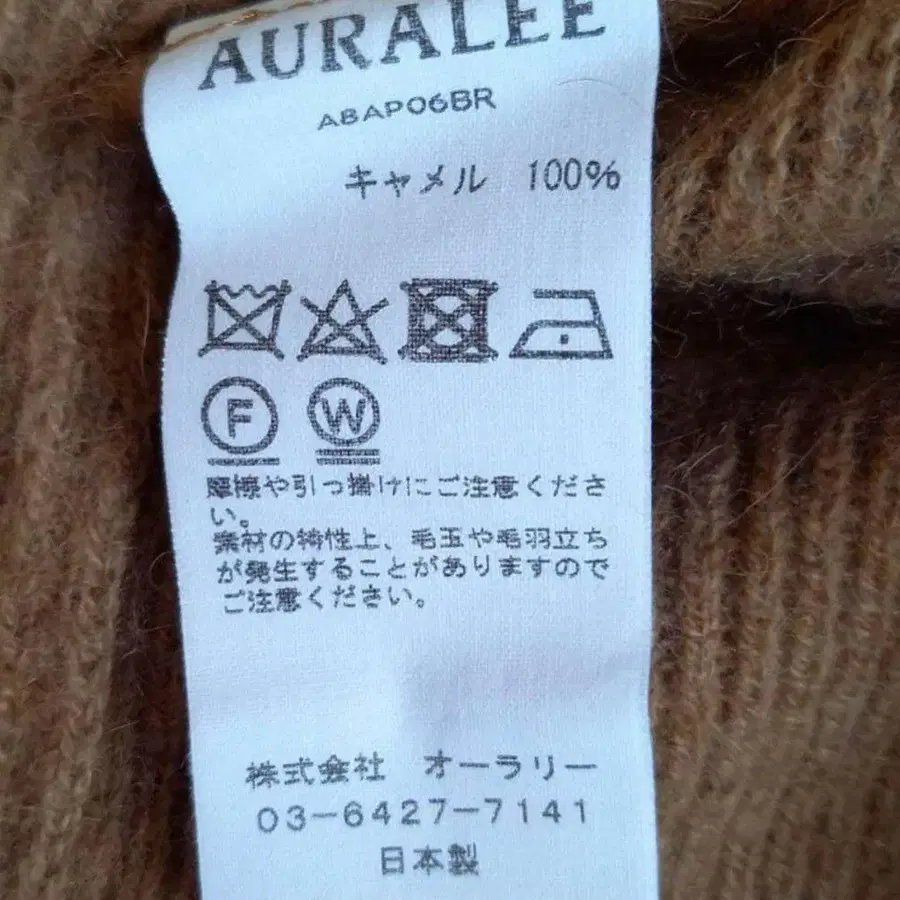 AURALEE
A8AP06BR
キャメル 100%
F W
摩擦や引っ掛けにご注意くださ
い。
素材の特性上、毛玉や毛羽立ち
が発生することがありますので
ご注意ください。
株式会社 オーラリー
03-6427-7141
日本製